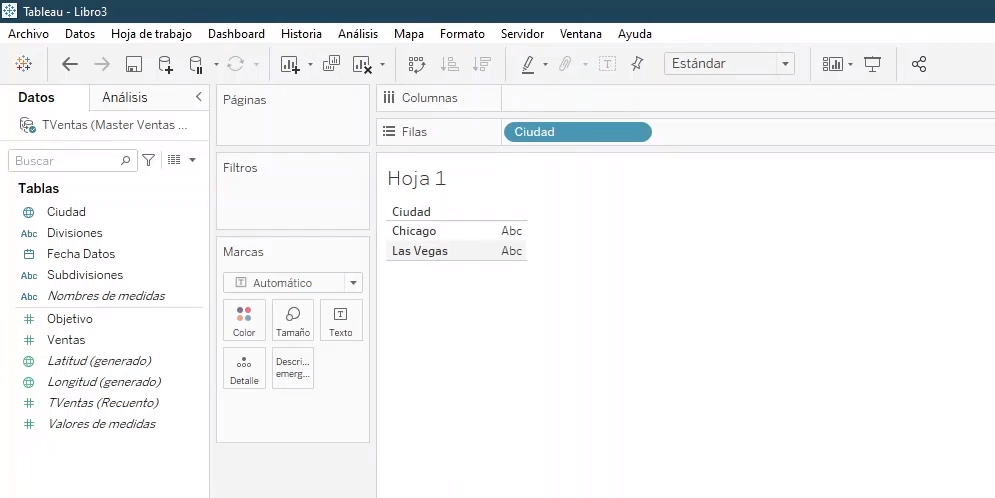 Tableau - Libro3
Archivo Datos Hoja de trabajo Dashboard Historia Análisis Mapa Formato Servidor Ventana Ayuda
Estándar
Datos Análisis
TVentas (Master Ventas ...
Buscar
Tablas
Ciudad
Abc Divisiones
Fecha Datos
Abc Subdivisiones
Abc Nombres de medidas
Objetivo
Ventas
Latitud (generado)
Longitud (generado)
TVentas (Recuento)
Valores de medidas
Páginas
Filtros
Marcas
Automático
Color Tamaño Texto
Detalle
Descri...
emerg...
Columnas
Filas Ciudad
Hoja 1
Ciudad
Chicago Abc
Las Vegas Abc